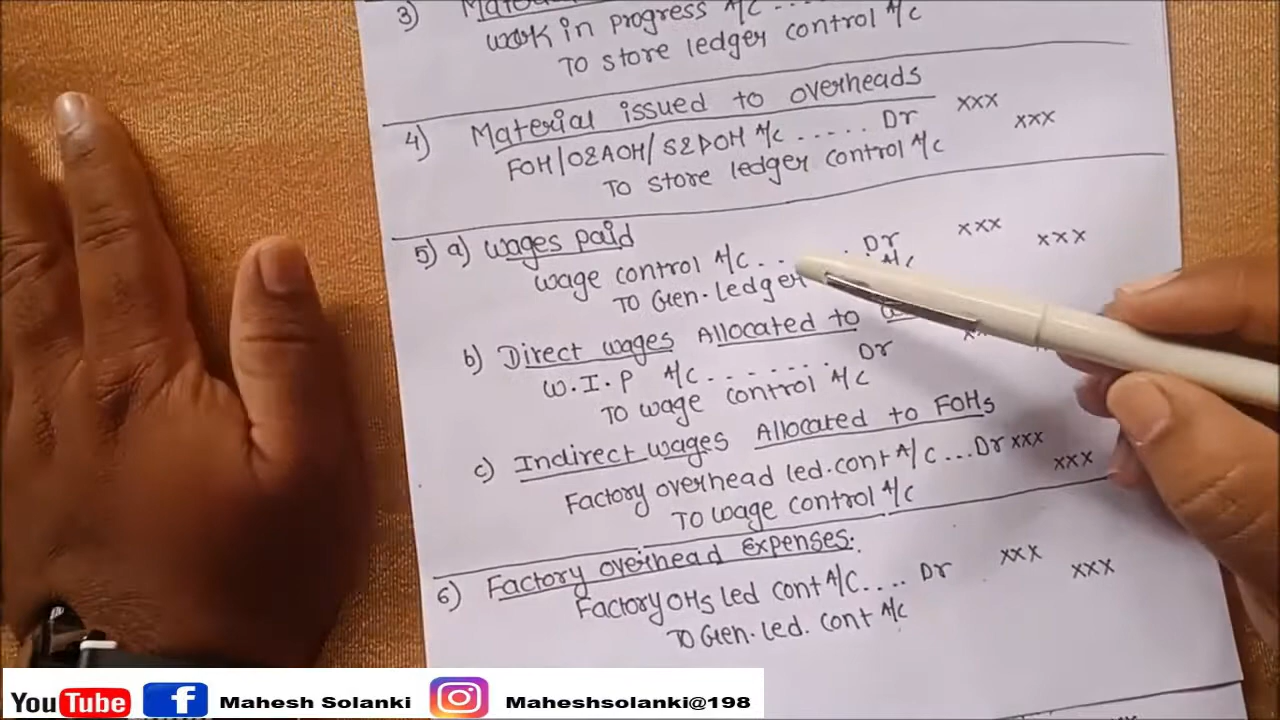 3)
work in progress A/C ....
To store ledger control A/C
4) Material issued to overheads
FOH/O&AOH/S&DOH A/C ..... Dr xxx
To store ledger control A/C xxx
5) a) Wages paid
wage control A/C.. . Dr xxx
To Gen. Ledger A/C xxx
b) Direct wages Allocated to
W.I.P A/C....... Dr
To wage control A/C
c) Indirect wages Allocated to FOHs
Factory overhead led. cont A/C ...Dr xxx
To wage control A/C xxx
6) Factory overhead expenses:
Factory OHs Led cont A/C.... Dr xxx
To Gen. Led. cont A/C xxx
YouTube f Mahesh Solanki Maheshsolanki@198